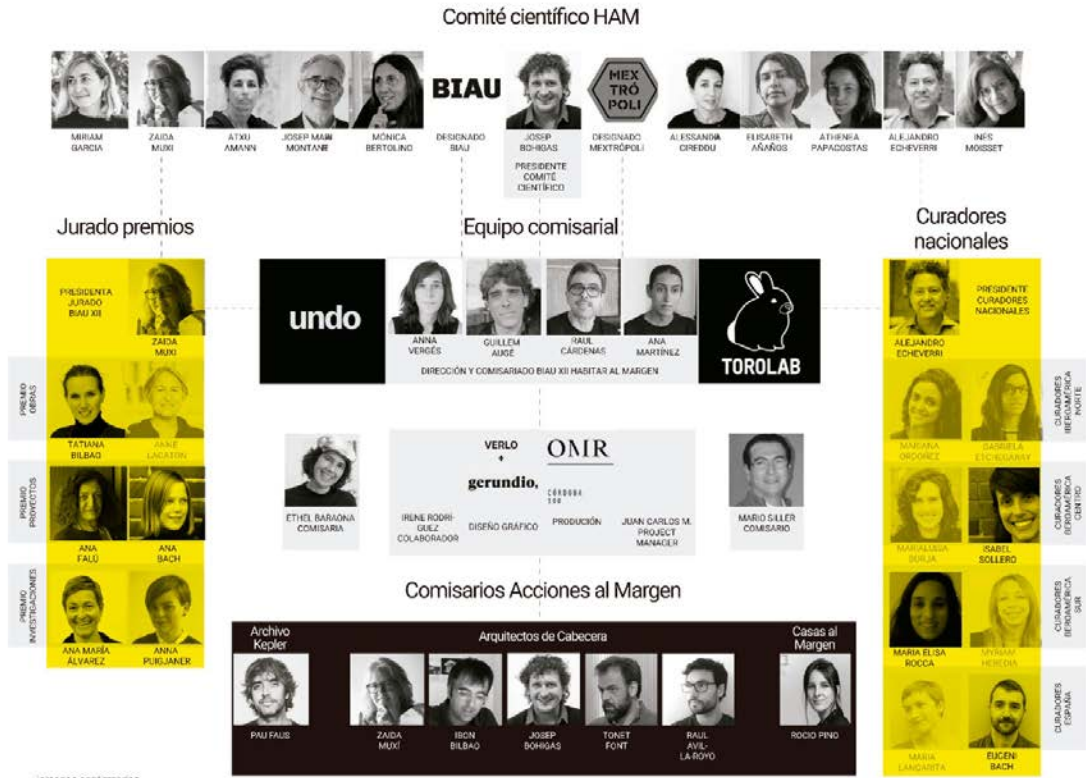 Comité científico HAM
MIRIAM
GARCIA
ZAIDA
MUXI
ATXU
AMANN
JOSEP MARIA
MONTANER
MÓNICA
BERTOLINO
BIAU
DESIGNADO
BIAU
JOSEP
BOHIGAS
PRESIDENTE
COMITÉ
CIENTÍFICO
MEX
TRÓ
POLI
DESIGNADO
MEXTRÓPOLI
ALESSANDRA
CIREDDU
ELISABETH
AÑAÑOS
ATHENEA
PAPACOSTAS
ALEJANDRO
ECHEVERRI
INÉS
MOISSET
Jurado premios
PRESIDENTA
JURADO
BIAU XII
ZAIDA
MUXI
PREMIO
OBRAS
TATIANA
BILBAO
ANNE
LACATON
PREMIO
PROYECTOS
ANA
FALÚ
ANA
BACH
PREMIO
INVESTIGACIONES
ANA MARÍA
ÁLVAREZ
ANNA
PUIGJANER
Equipo comisarial
undo
ANNA
VERGÉS
GUILLEM
AUGÉ
RAUL
CÁRDENAS
ANA
MARTÍNEZ
TOROLAB
DIRECCIÓN Y COMISARIADO BIAU XII HABITAR AL MARGEN
ETHEL BARAONA
COMISARIA
VERLO
+
gerundio,
OMR
CÓRDOBA
100
IRENE RODRÍ-
GUEZ
COLABORADOR
DISEÑO GRÁFICO
PRODUCIÓN
JUAN CARLOS M.
PROJECT
MANAGER
MARIO SILLER
COMISARIO
Curadores
nacionales
ALEJANDRO
ECHEVERRI
PRESIDENTE
CURADORES
NACIONALES
MARIANA
ORDOÑEZ
GABRIELA
ETCHEGARAY
CURADORES
IBEROAMÉRICA
NORTE
MARIALUISA
BORJA
ISABEL
SOLLERO
CURADORES
IBEROAMÉRICA
CENTRO
MARIA ELISA
ROCCA
MYRIAM
HEREDIA
CURADORES
IBEROAMÉRICA
SUR
MARIA
LANGARITA
EUGENI
BACH
CURADORES
ESPAÑA
Comisarios Acciones al Margen
Archivo
Kepler
PAU FAUS
Arquitectos de Cabecera
ZAIDA
MUXÍ
IBON
BILBAO
JOSEP
BOHIGAS
TONET
FONT
RAUL
AVIL-
LA-ROYO
Casas al
Margen
ROCIO PINO